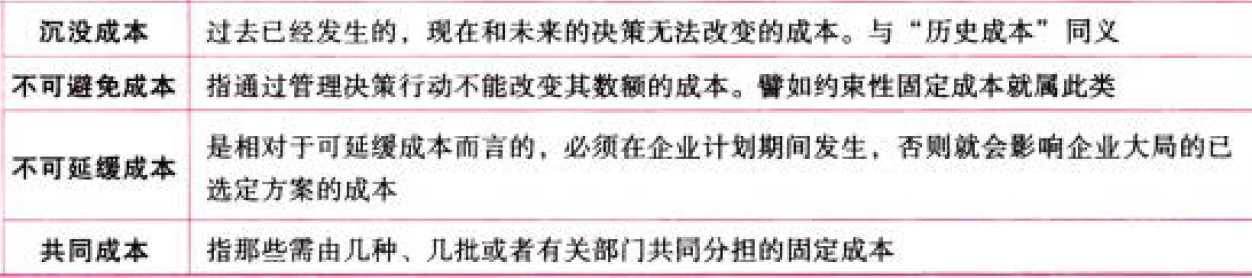 沉没成本 过去已经发生的，现在和未来的决策无法改变的成本。与“历史成本”同义
不可避免成本 指通过管理决策行动不能改变其数额的成本。譬如约束性固定成本就属此类
不可延缓成本 是相对于可延缓成本而言的，必须在企业计划期间发生，否则就会影响企业大局的已
选定方案的成本
共同成本 指那些需由几种、几批或者有关部门共同分担的固定成本